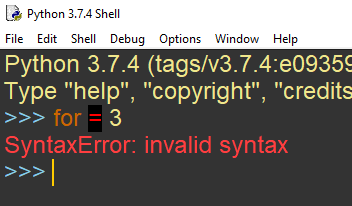 Python 3.7.4 Shell
File Edit Shell Debug Options Window Help
Python 3.7.4 (tags/v3.7.4:e09359
Type "help", "copyright", "credits
>>> for = 3
SyntaxError: invalid syntax
>>>